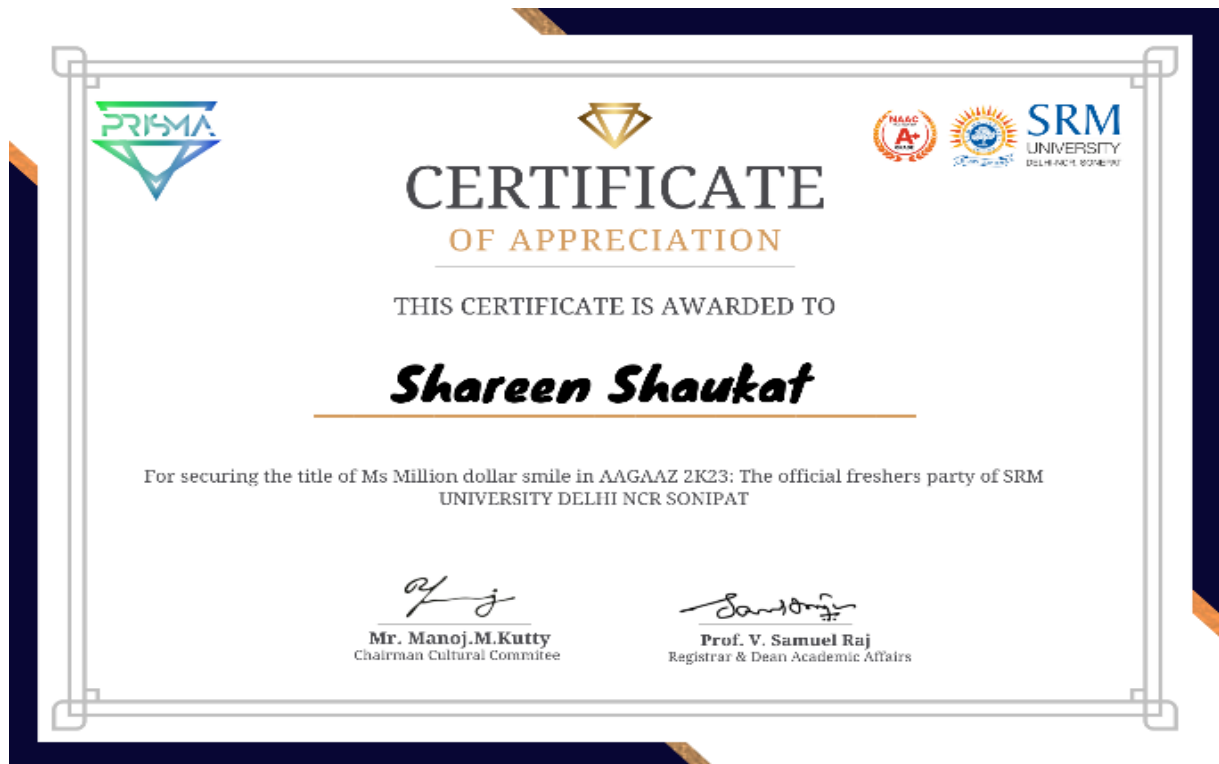 PRISMA
NAAC
A+
GRADE
SRM
UNIVERSITY
DELHI-NCR, SONEPAT
CERTIFICATE
OF APPRECIATION
THIS CERTIFICATE IS AWARDED TO
Shareen Shaukat
For securing the title of Ms Million dollar smile in AAGAAZ 2K23: The official freshers party of SRM
UNIVERSITY DELHI NCR SONIPAT
Mr. Manoj.M.Kutty
Chairman Cultural Commitee
Prof. V. Samuel Raj
Registrar & Dean Academic Affairs